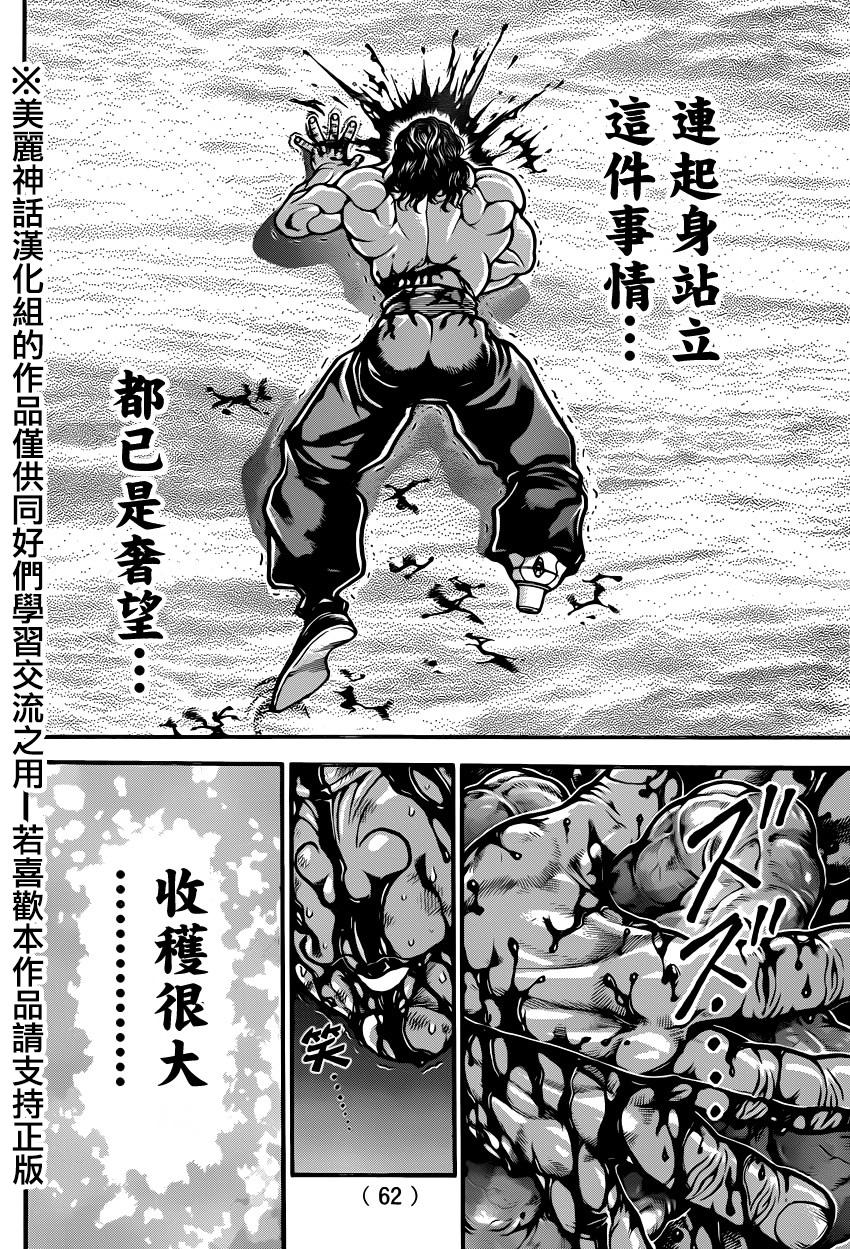 連起身站立
這件事情…
都已是奢望…
ズズ…
笑……
收穫很大
…………
（62）
※美麗神話漢化組的作品僅供同好們學習交流之用—若喜歡本作品請支持正版—